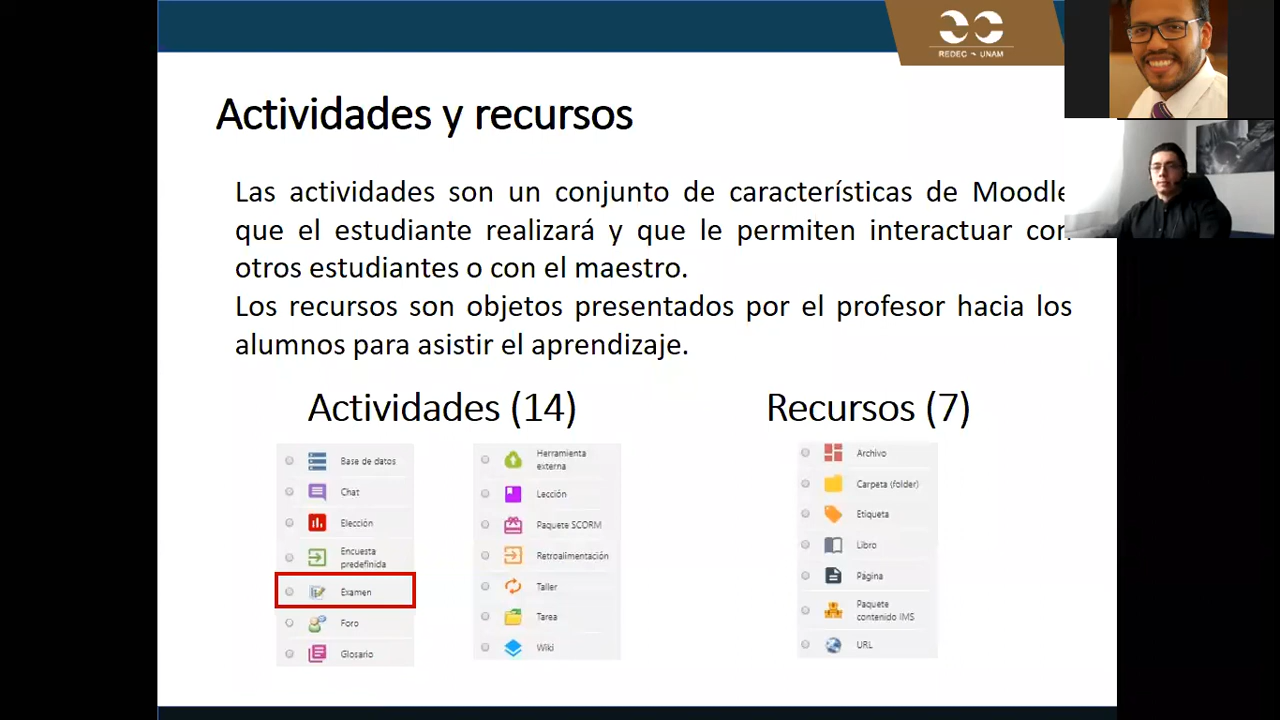 REDEC ~ UNAM
Actividades y recursos
Las actividades son un conjunto de características de Moodle
que el estudiante realizará y que le permiten interactuar con
otros estudiantes o con el maestro.
Los recursos son objetos presentados por el profesor hacia los
alumnos para asistir el aprendizaje.
Actividades (14)
Base de datos
Chat
Elección
Encuesta
predefinida
Examen
Foro
Glosario
Herramienta
externa
Lección
Paquete SCORM
Retroalimentación
Taller
Tarea
Wiki
Recursos (7)
Archivo
Carpeta (folder)
Etiqueta
Libro
Página
Paquete
contenido IMS
URL